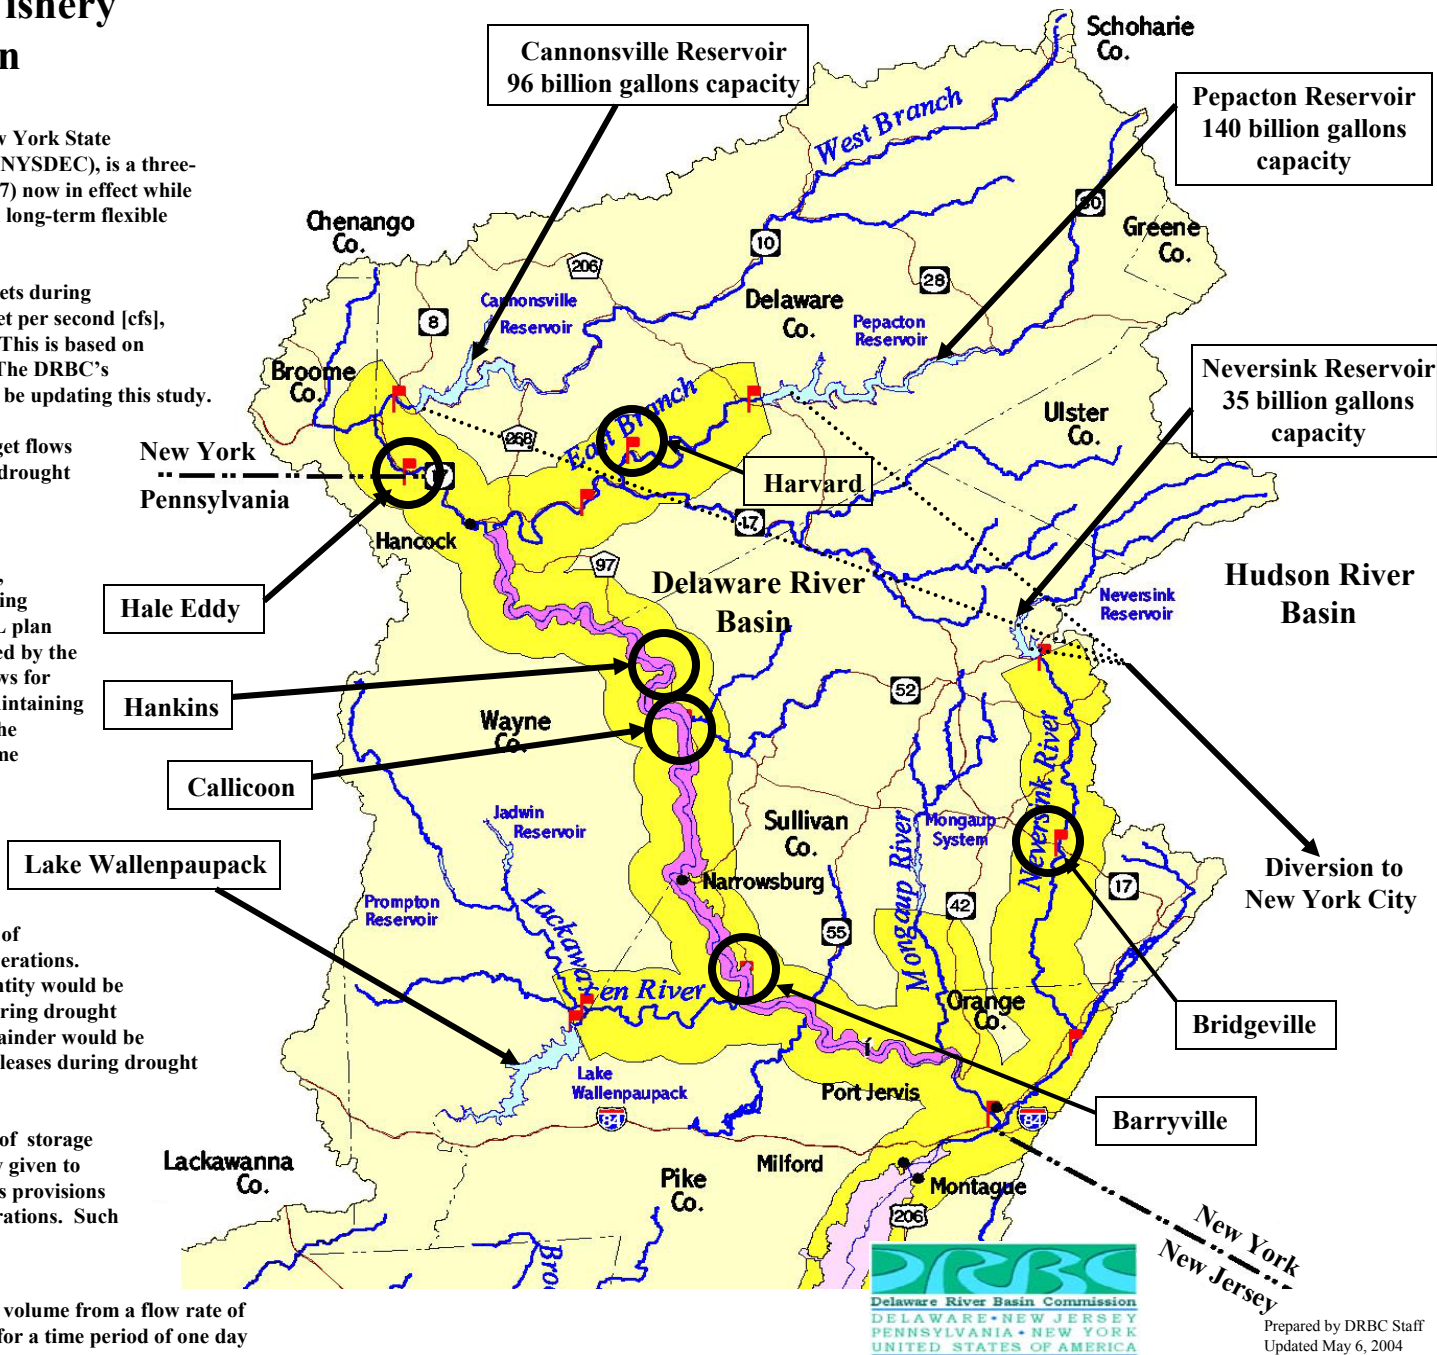 ishery
n
w York State
NYSDEC), is a three-
7) now in effect while
long-term flexible
ets during
et per second [cfs],
This is based on
The DRBC's
be updating this study.
get flows
drought
ing
L plan
ed by the
ws for
aintaining
he
me
of
erations.
ntity would be
ring drought
ainder would be
eleases during drought
of storage
y given to
s provisions
rations. Such
volume from a flow rate of
for a time period of one day
Cannonsville Reservoir
96 billion gallons capacity
Schoharie
Co.
Pepacton Reservoir
140 billion gallons
capacity
West Branch
Chenango
Co.
10
30
Greene
Co.
206
28
8
Cannonsville
Reservoir
Delaware
Co.
Pepacton
Reservoir
Neversink Reservoir
35 billion gallons
capacity
Broome
Co.
East Branch
Ulster
Co.
268
New York
Pennsylvania
Harvard
17
Hancock
97
Hale Eddy
Delaware River
Basin
Hudson River
Basin
Neversink
Reservoir
Hankins
52
Wayne
Co.
Callicoon
Neversink River
Jadwin
Reservoir
Sullivan
Co.
Mongaup
System
Mongaup River
Lake Wallenpaupack
Narrowsburg
Diversion to
New York City
17
Prompton
Reservoir
42
Lackawa
55
en River
Orange
Co.
Bridgeville
Lake
Wallenpaupack
Port Jervis
84
84
Barryville
Lackawanna
Co.
Pike
Co.
Milford
Montague
206
New York
New Jersey
Bro
DRBC
Delaware River Basin Commission
DELAWARE • NEW JERSEY
PENNSYLVANIA • NEW YORK
UNITED STATES OF AMERICA
Prepared by DRBC Staff
Updated May 6, 2004